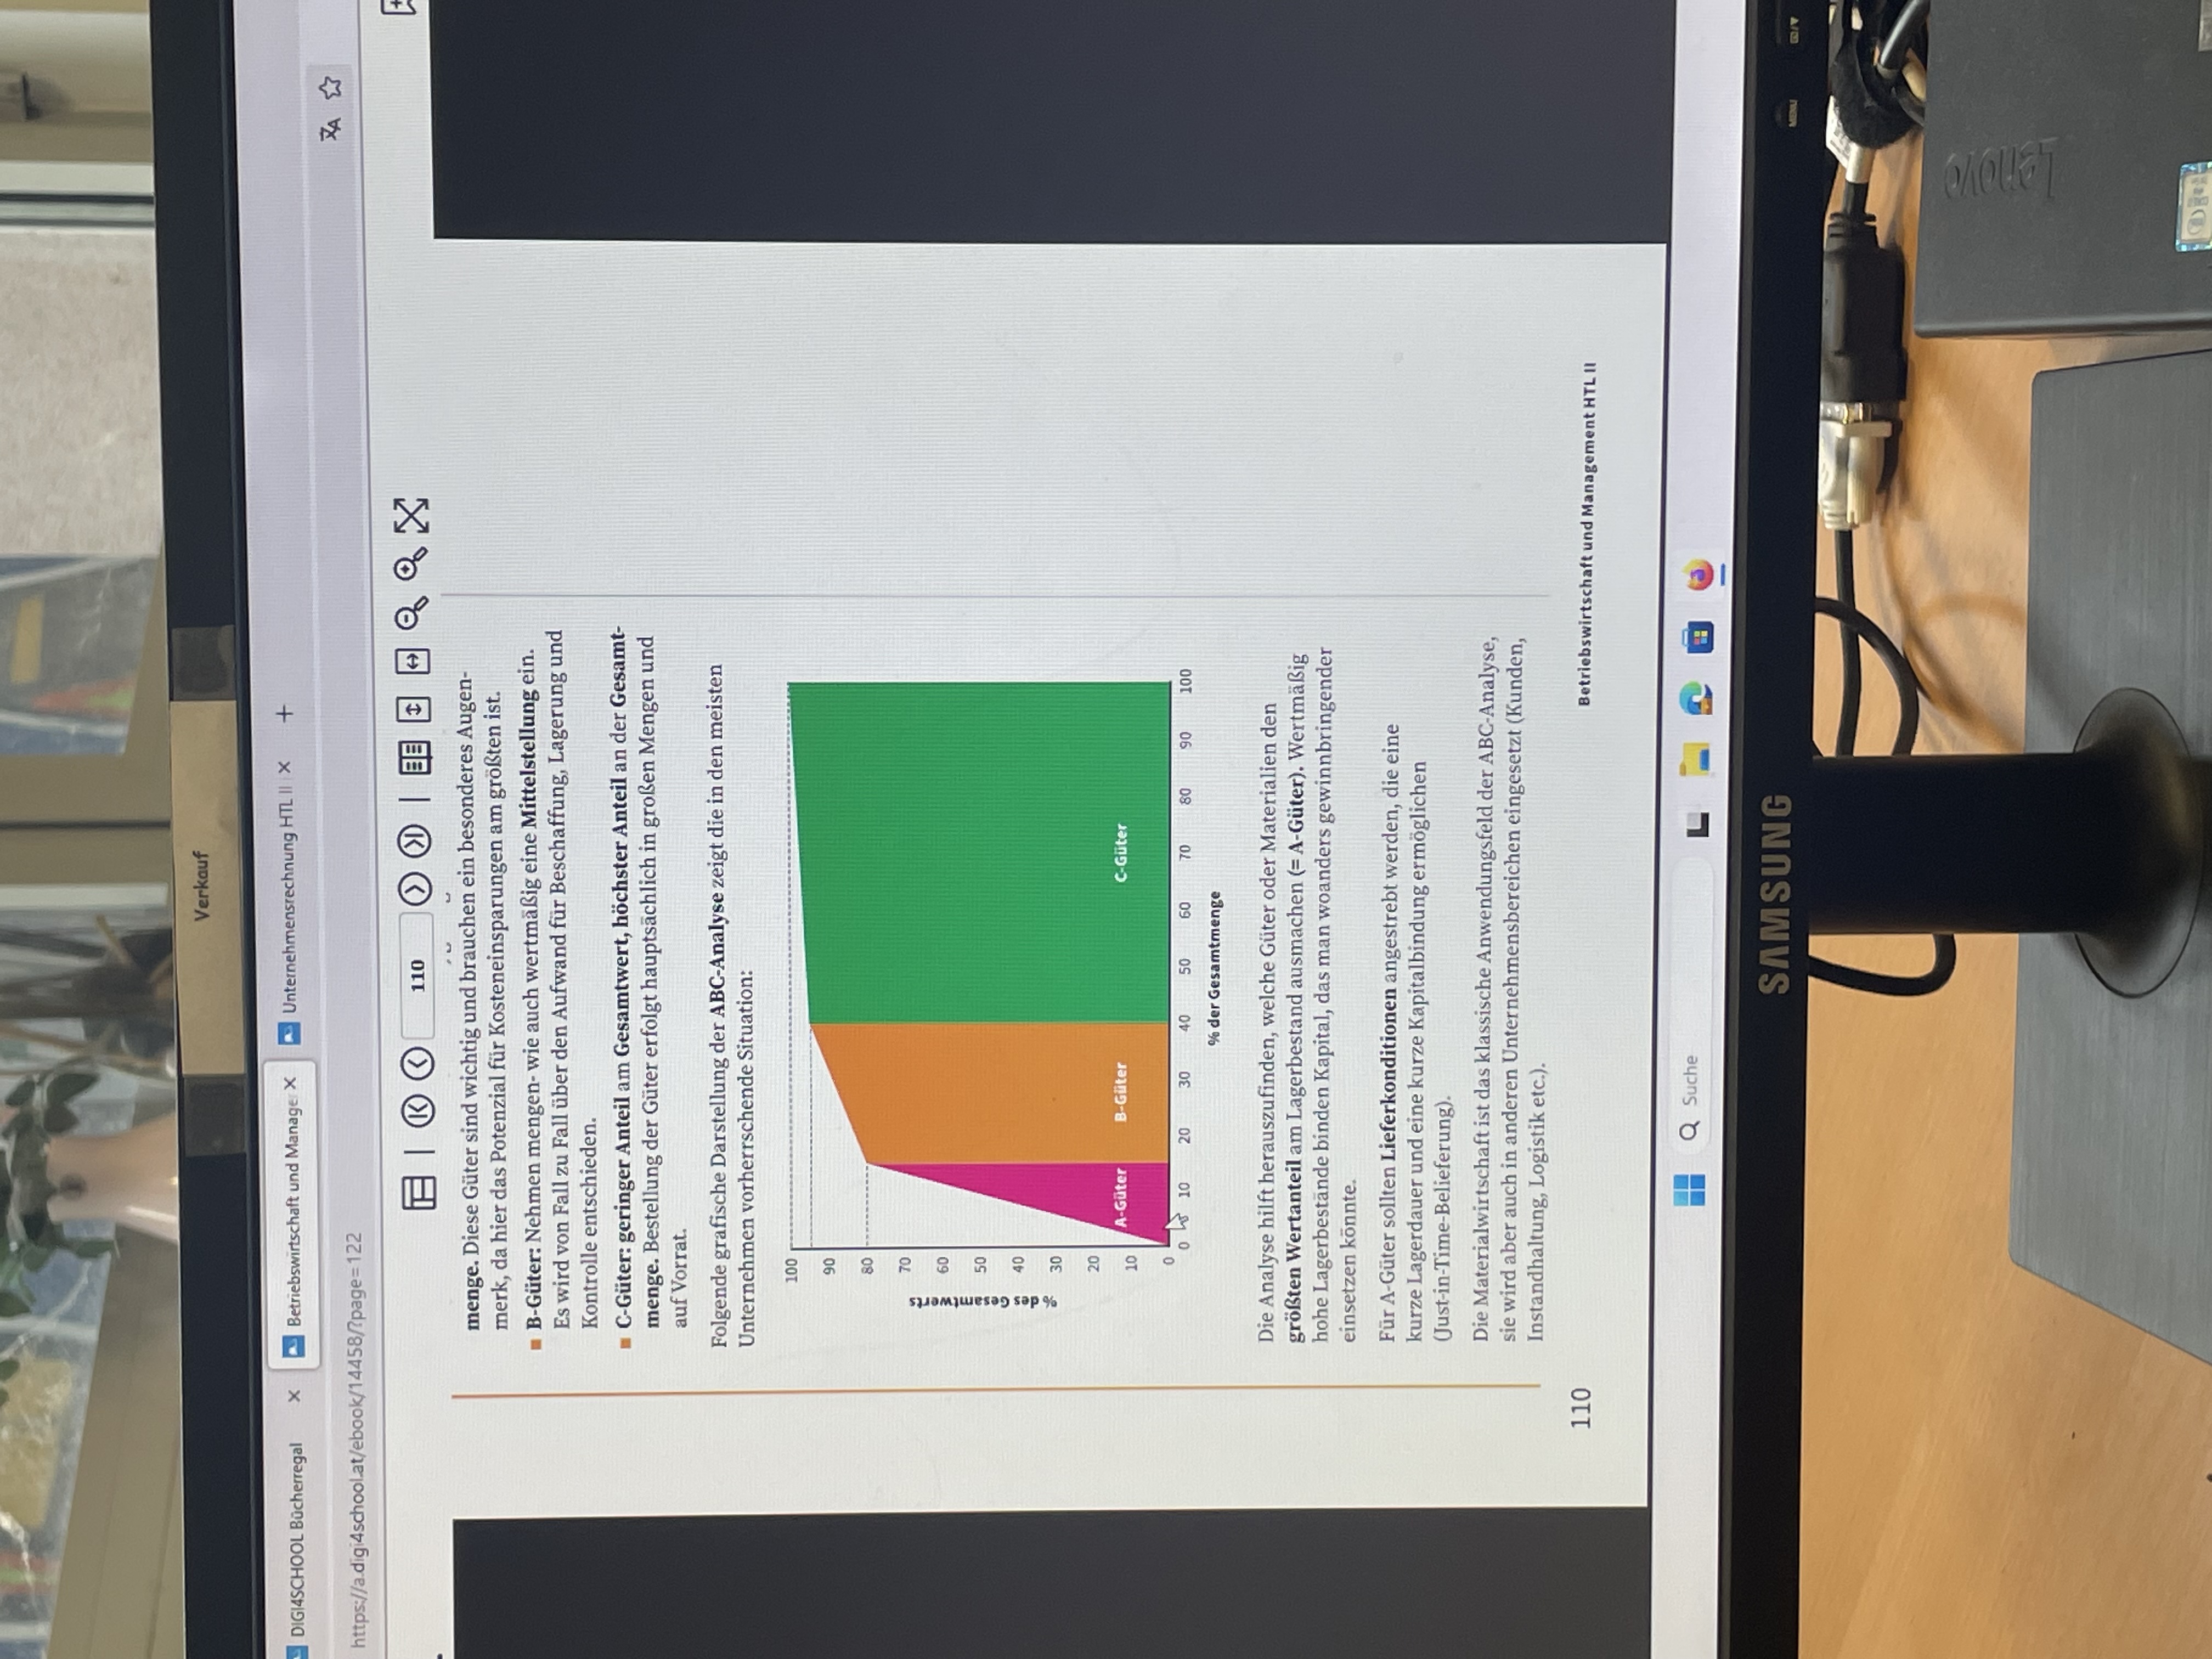 Verkauf
DIGI4SCHOOL Bücherregal
Betriebswirtschaft und Manage
Unternehmensrechnung HTL II
https://a.digi4school.at/ebook/14458/?page=122
110
menge. Diese Güter sind wichtig und brauchen ein besonderes Augen-
merk, da hier das Potenzial für Kosteneinsparungen am größten ist.
B-Güter: Nehmen mengen- wie auch wertmäßig eine Mittelstellung ein.
Es wird von Fall zu Fall über den Aufwand für Beschaffung, Lagerung und
Kontrolle entschieden.
C-Güter: geringer Anteil am Gesamtwert, höchster Anteil an der Gesamt-
menge. Bestellung der Güter erfolgt hauptsächlich in großen Mengen und
auf Vorrat.
Folgende grafische Darstellung der ABC-Analyse zeigt die in den meisten
Unternehmen vorherrschende Situation:
100
90
80
70
60
50
40
30
20
10
0
% des Gesamtwerts
A-Güter B-Güter C-Güter
0 10 20 30 40 50 60 70 80 90 100
% der Gesamtmenge
Die Analyse hilft herauszufinden, welche Güter oder Materialien den
größten Wertanteil am Lagerbestand ausmachen (= A-Güter). Wertmäßig
hohe Lagerbestände binden Kapital, das man woanders gewinnbringender
einsetzen könnte.
Für A-Güter sollten Lieferkonditionen angestrebt werden, die eine
kurze Lagerdauer und eine kurze Kapitalbindung ermöglichen
(Just-in-Time-Belieferung).
Die Materialwirtschaft ist das klassische Anwendungsfeld der ABC-Analyse,
sie wird aber auch in anderen Unternehmensbereichen eingesetzt (Kunden,
Instandhaltung, Logistik etc.).
110
Betriebswirtschaft und Management HTL II
Suche
SAMSUNG
MENU
Lenovo